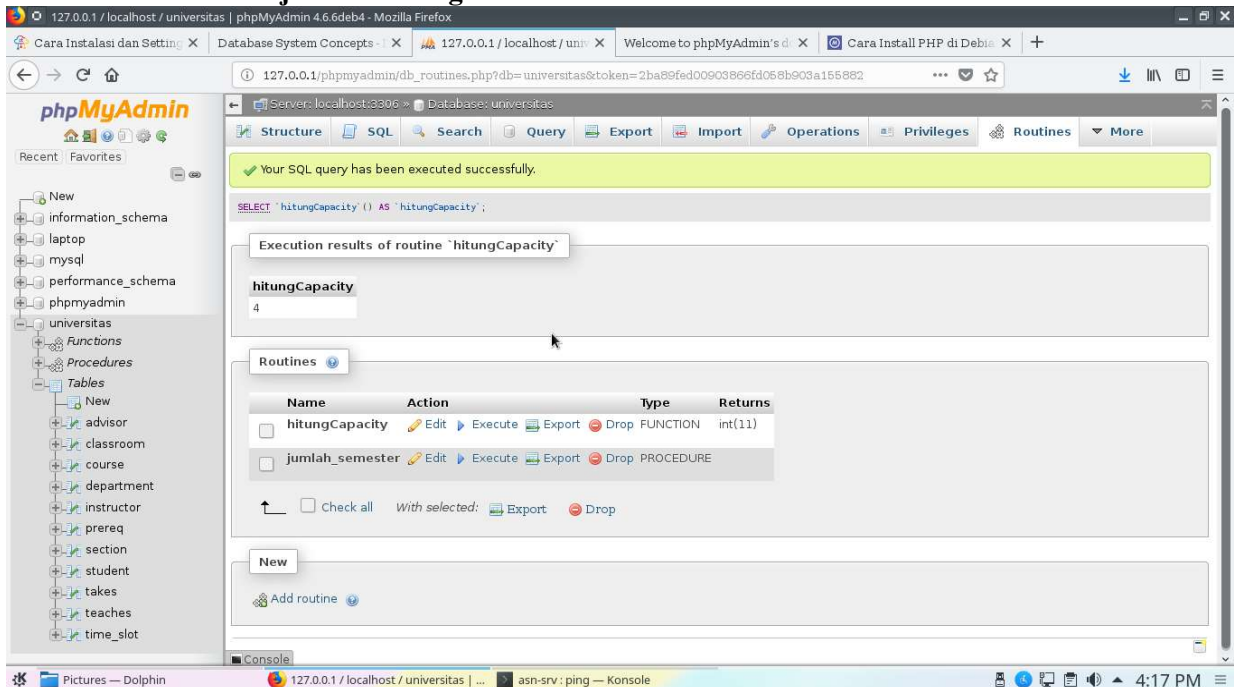 127.0.0.1 / localhost / universitas | phpMyAdmin 4.6.6deb4 - Mozilla Firefox
Cara Instalasi dan Setting Database System Concepts - 127.0.0.1 / localhost / univ Welcome to phpMyAdmin's d Cara Install PHP di Debia
127.0.0.1/phpmyadmin/db_routines.php?db=universitas&token=2ba89fed00903866fd058b903a155882
phpMyAdmin
Recent Favorites
New
information_schema
laptop
mysql
performance_schema
phpmyadmin
universitas
Functions
Procedures
Tables
New
advisor
classroom
course
department
instructor
prereq
section
student
takes
teaches
time_slot
Server: localhost:3306 » Database: universitas
Structure SQL Search Query Export Import Operations Privileges Routines More
Your SQL query has been executed successfully.
SELECT `hitungCapacity`() AS `hitungCapacity`;
Execution results of routine `hitungCapacity`
hitungCapacity
4
Routines
Name Action Type Returns
hitungCapacity Edit Execute Export Drop FUNCTION int(11)
jumlah_semester Edit Execute Export Drop PROCEDURE
Check all With selected: Export Drop
New
Add routine
Console
Pictures — Dolphin 127.0.0.1 / localhost / universitas | ... asn-srv : ping — Konsole 4:17 PM